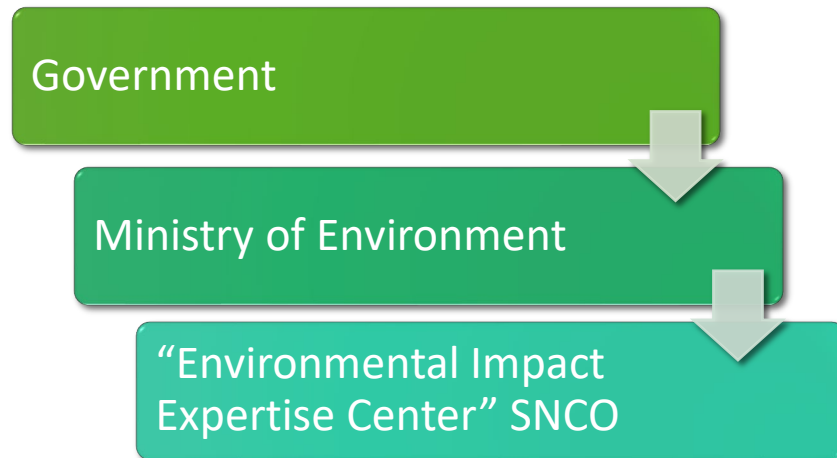 Government
Ministry of Environment
“Environmental Impact
Expertise Center” SNCO